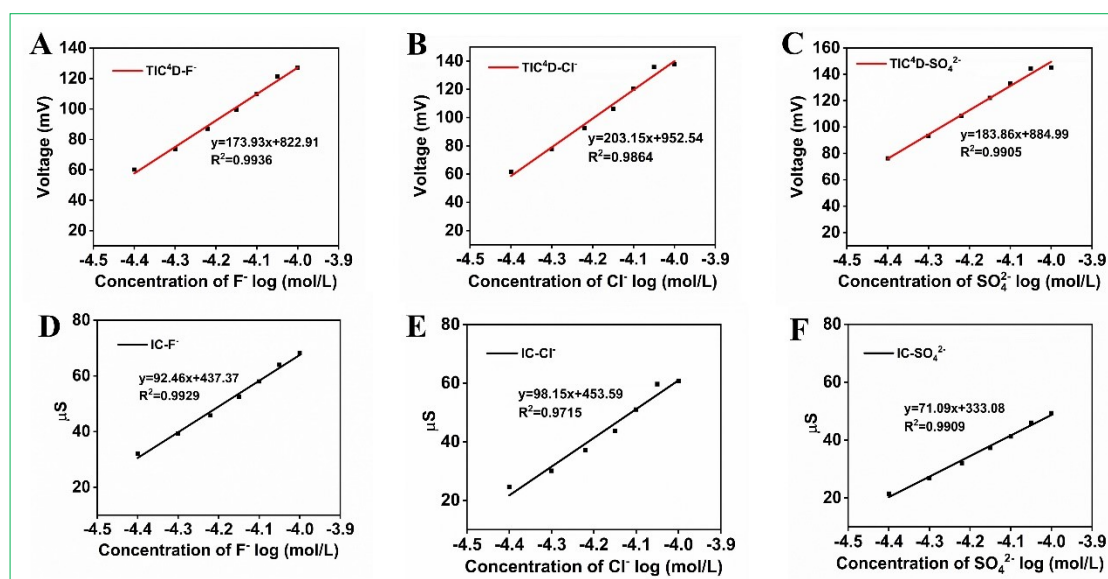 A
TIC⁴D-F⁻
y=173.93x+822.91
R²=0.9936
Voltage (mV)
140
120
100
80
60
40
20
-4.5 -4.4 -4.3 -4.2 -4.1 -4.0 -3.9
Concentration of F⁻ log (mol/L)
B
TIC⁴D-Cl⁻
y=203.15x+952.54
R²=0.9864
Voltage (mV)
140
120
100
80
60
40
20
-4.5 -4.4 -4.3 -4.2 -4.1 -4.0 -3.9
Concentration of Cl⁻ log (mol/L)
C
TIC⁴D-SO₄²⁻
y=183.86x+884.99
R²=0.9905
Voltage (mV)
160
140
120
100
80
60
40
20
-4.5 -4.4 -4.3 -4.2 -4.1 -4.0 -3.9
Concentration of SO₄²⁻ log (mol/L)
D
IC-F⁻
y=92.46x+437.37
R²=0.9929
μS
80
60
40
20
-4.5 -4.4 -4.3 -4.2 -4.1 -4.0 -3.9
Concentration of F⁻ log (mol/L)
E
IC-Cl⁻
y=98.15x+453.59
R²=0.9715
μS
80
60
40
20
-4.5 -4.4 -4.3 -4.2 -4.1 -4.0 -3.9
Concentration of Cl⁻ log (mol/L)
F
IC-SO₄²⁻
y=71.09x+333.08
R²=0.9909
μS
80
60
40
20
-4.5 -4.4 -4.3 -4.2 -4.1 -4.0 -3.9
Concentration of SO₄²⁻ log (mol/L)